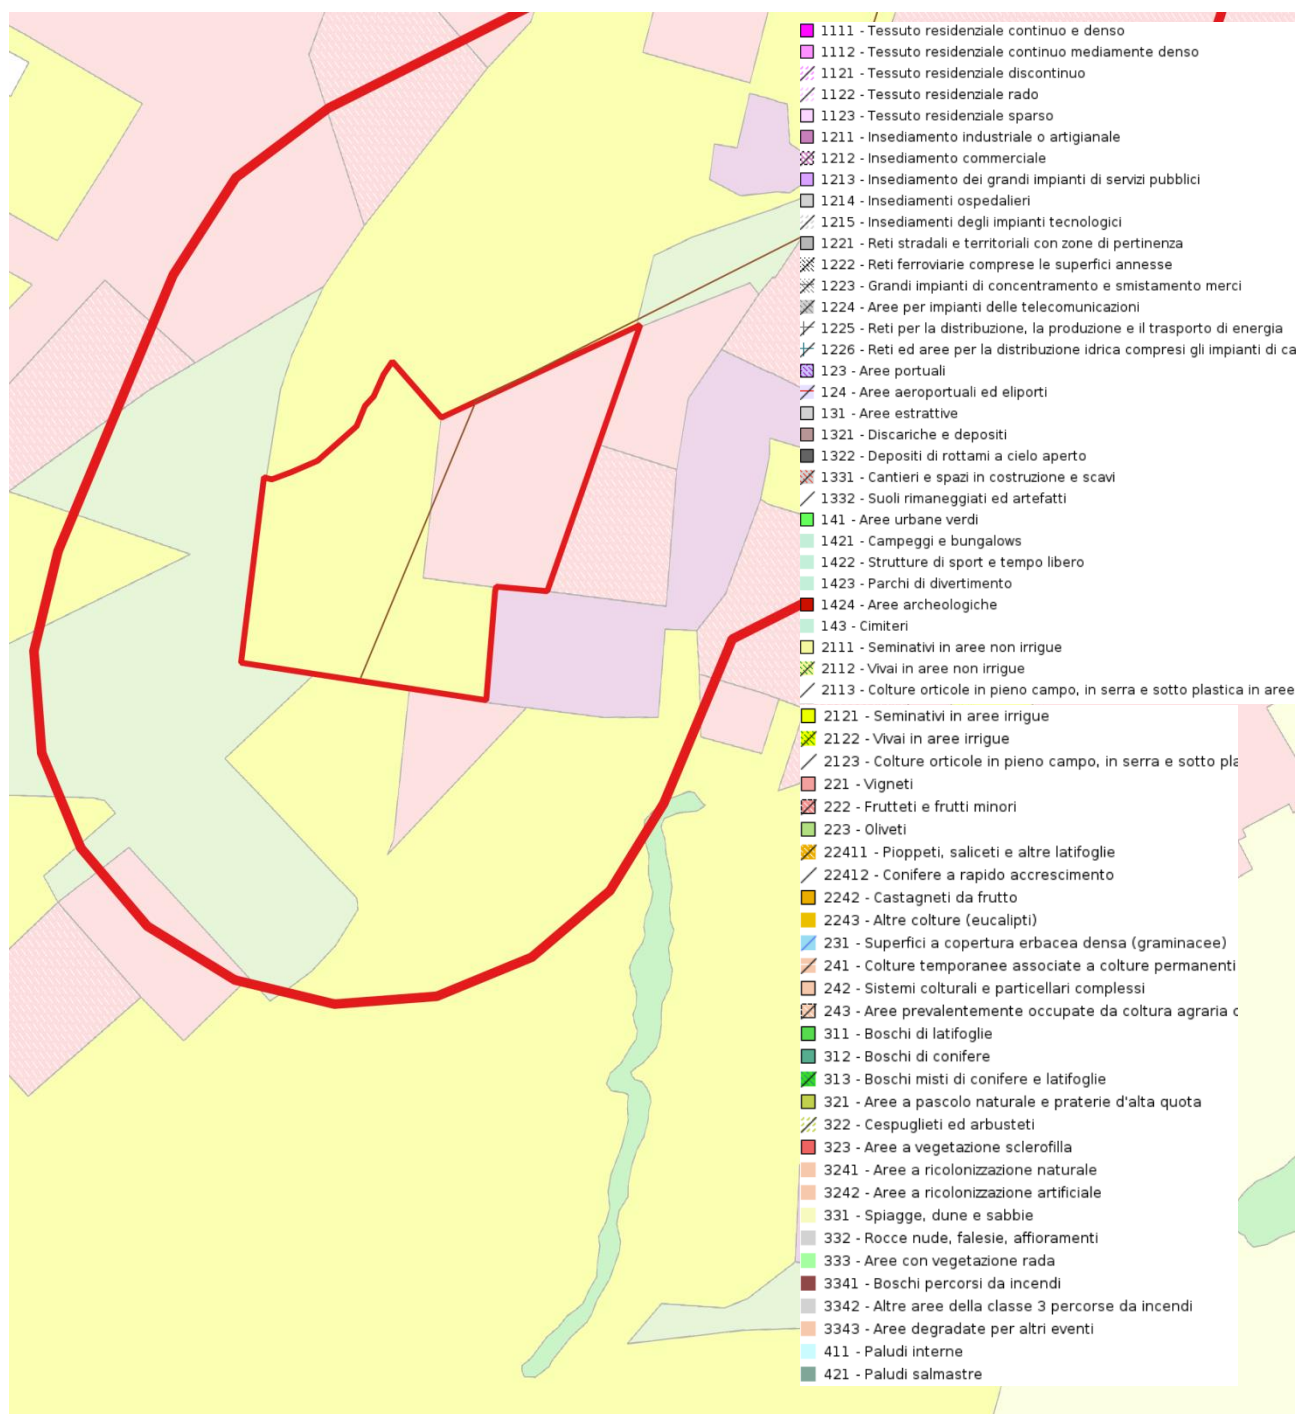 1111 - Tessuto residenziale continuo e denso
1112 - Tessuto residenziale continuo mediamente denso
1121 - Tessuto residenziale discontinuo
1122 - Tessuto residenziale rado
1123 - Tessuto residenziale sparso
1211 - Insediamento industriale o artigianale
1212 - Insediamento commerciale
1213 - Insediamento dei grandi impianti di servizi pubblici
1214 - Insediamenti ospedalieri
1215 - Insediamenti degli impianti tecnologici
1221 - Reti stradali e territoriali con zone di pertinenza
1222 - Reti ferroviarie comprese le superfici annesse
1223 - Grandi impianti di concentramento e smistamento merci
1224 - Aree per impianti delle telecomunicazioni
1225 - Reti per la distribuzione, la produzione e il trasporto di energia
1226 - Reti ed aree per la distribuzione idrica compresi gli impianti di ca
123 - Aree portuali
124 - Aree aeroportuali ed eliporti
131 - Aree estrattive
1321 - Discariche e depositi
1322 - Depositi di rottami a cielo aperto
1331 - Cantieri e spazi in costruzione e scavi
1332 - Suoli rimaneggiati ed artefatti
141 - Aree urbane verdi
1421 - Campeggi e bungalows
1422 - Strutture di sport e tempo libero
1423 - Parchi di divertimento
1424 - Aree archeologiche
143 - Cimiteri
2111 - Seminativi in aree non irrigue
2112 - Vivai in aree non irrigue
2113 - Colture orticole in pieno campo, in serra e sotto plastica in aree
2121 - Seminativi in aree irrigue
2122 - Vivai in aree irrigue
2123 - Colture orticole in pieno campo, in serra e sotto pla
221 - Vigneti
222 - Frutteti e frutti minori
223 - Oliveti
22411 - Pioppeti, saliceti e altre latifoglie
22412 - Conifere a rapido accrescimento
2242 - Castagneti da frutto
2243 - Altre colture (eucalipti)
231 - Superfici a copertura erbacea densa (graminacee)
241 - Colture temporanee associate a colture permanenti
242 - Sistemi colturali e particellari complessi
243 - Aree prevalentemente occupate da coltura agraria c
311 - Boschi di latifoglie
312 - Boschi di conifere
313 - Boschi misti di conifere e latifoglie
321 - Aree a pascolo naturale e praterie d'alta quota
322 - Cespuglieti ed arbusteti
323 - Aree a vegetazione sclerofilla
3241 - Aree a ricolonizzazione naturale
3242 - Aree a ricolonizzazione artificiale
331 - Spiagge, dune e sabbie
332 - Rocce nude, falesie, affioramenti
333 - Aree con vegetazione rada
3341 - Boschi percorsi da incendi
3342 - Altre aree della classe 3 percorse da incendi
3343 - Aree degradate per altri eventi
411 - Paludi interne
421 - Paludi salmastre